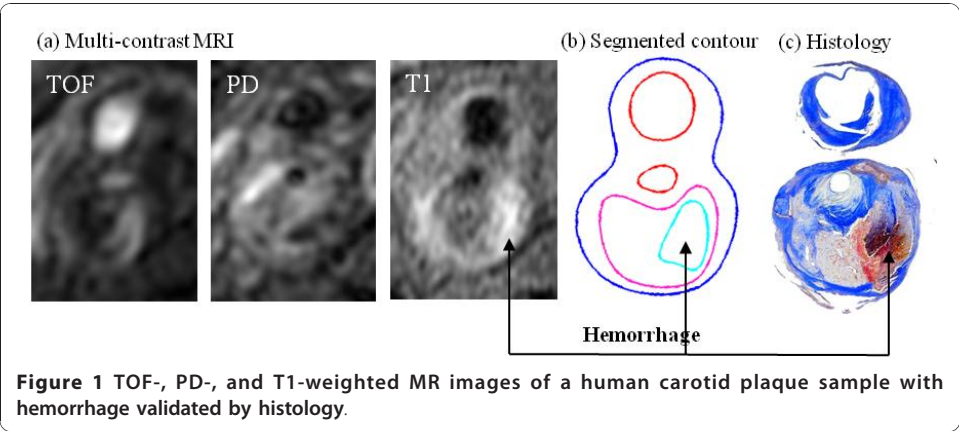 (a) Multi-contrast MRI
(b) Segmented contour
(c) Histology
TOF
PD
T1
Hemorrhage
Figure 1 TOF-, PD-, and T1-weighted MR images of a human carotid plaque sample with
hemorrhage validated by histology.